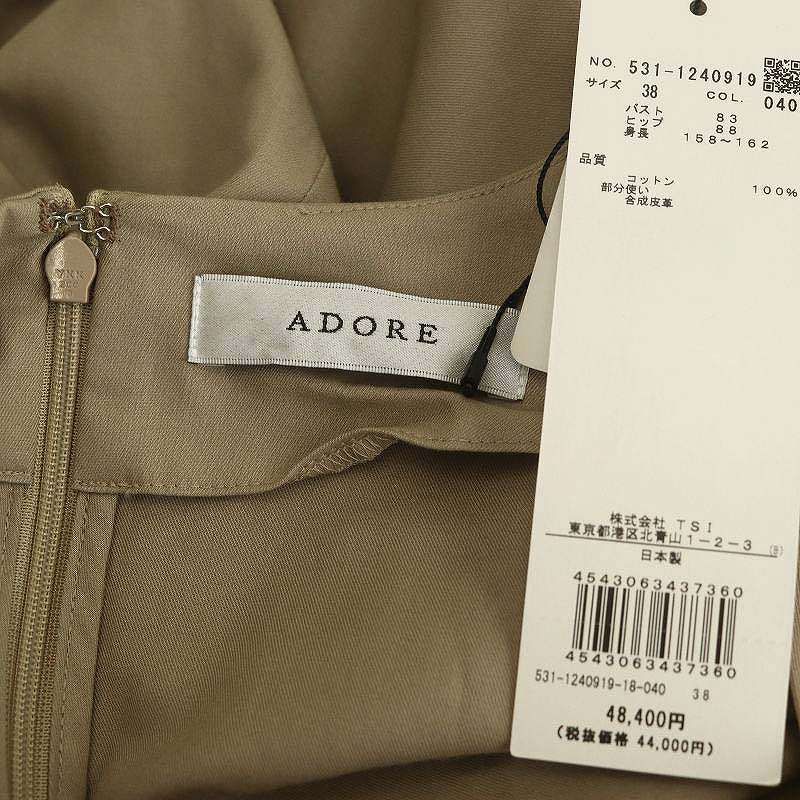 NO. 531-1240919
サイズ 38 COL. 040
バスト 83
ヒップ 88
身長 158～162
品質
コットン 100%
部分使い
合成皮革
YKK
ADORE
株式会社 TSI
東京都港区北青山1-2-3 (B)
日本製
4543063437360
4543063437360
531-1240919-18-040 38
48,400円
(税抜価格 44,000円)